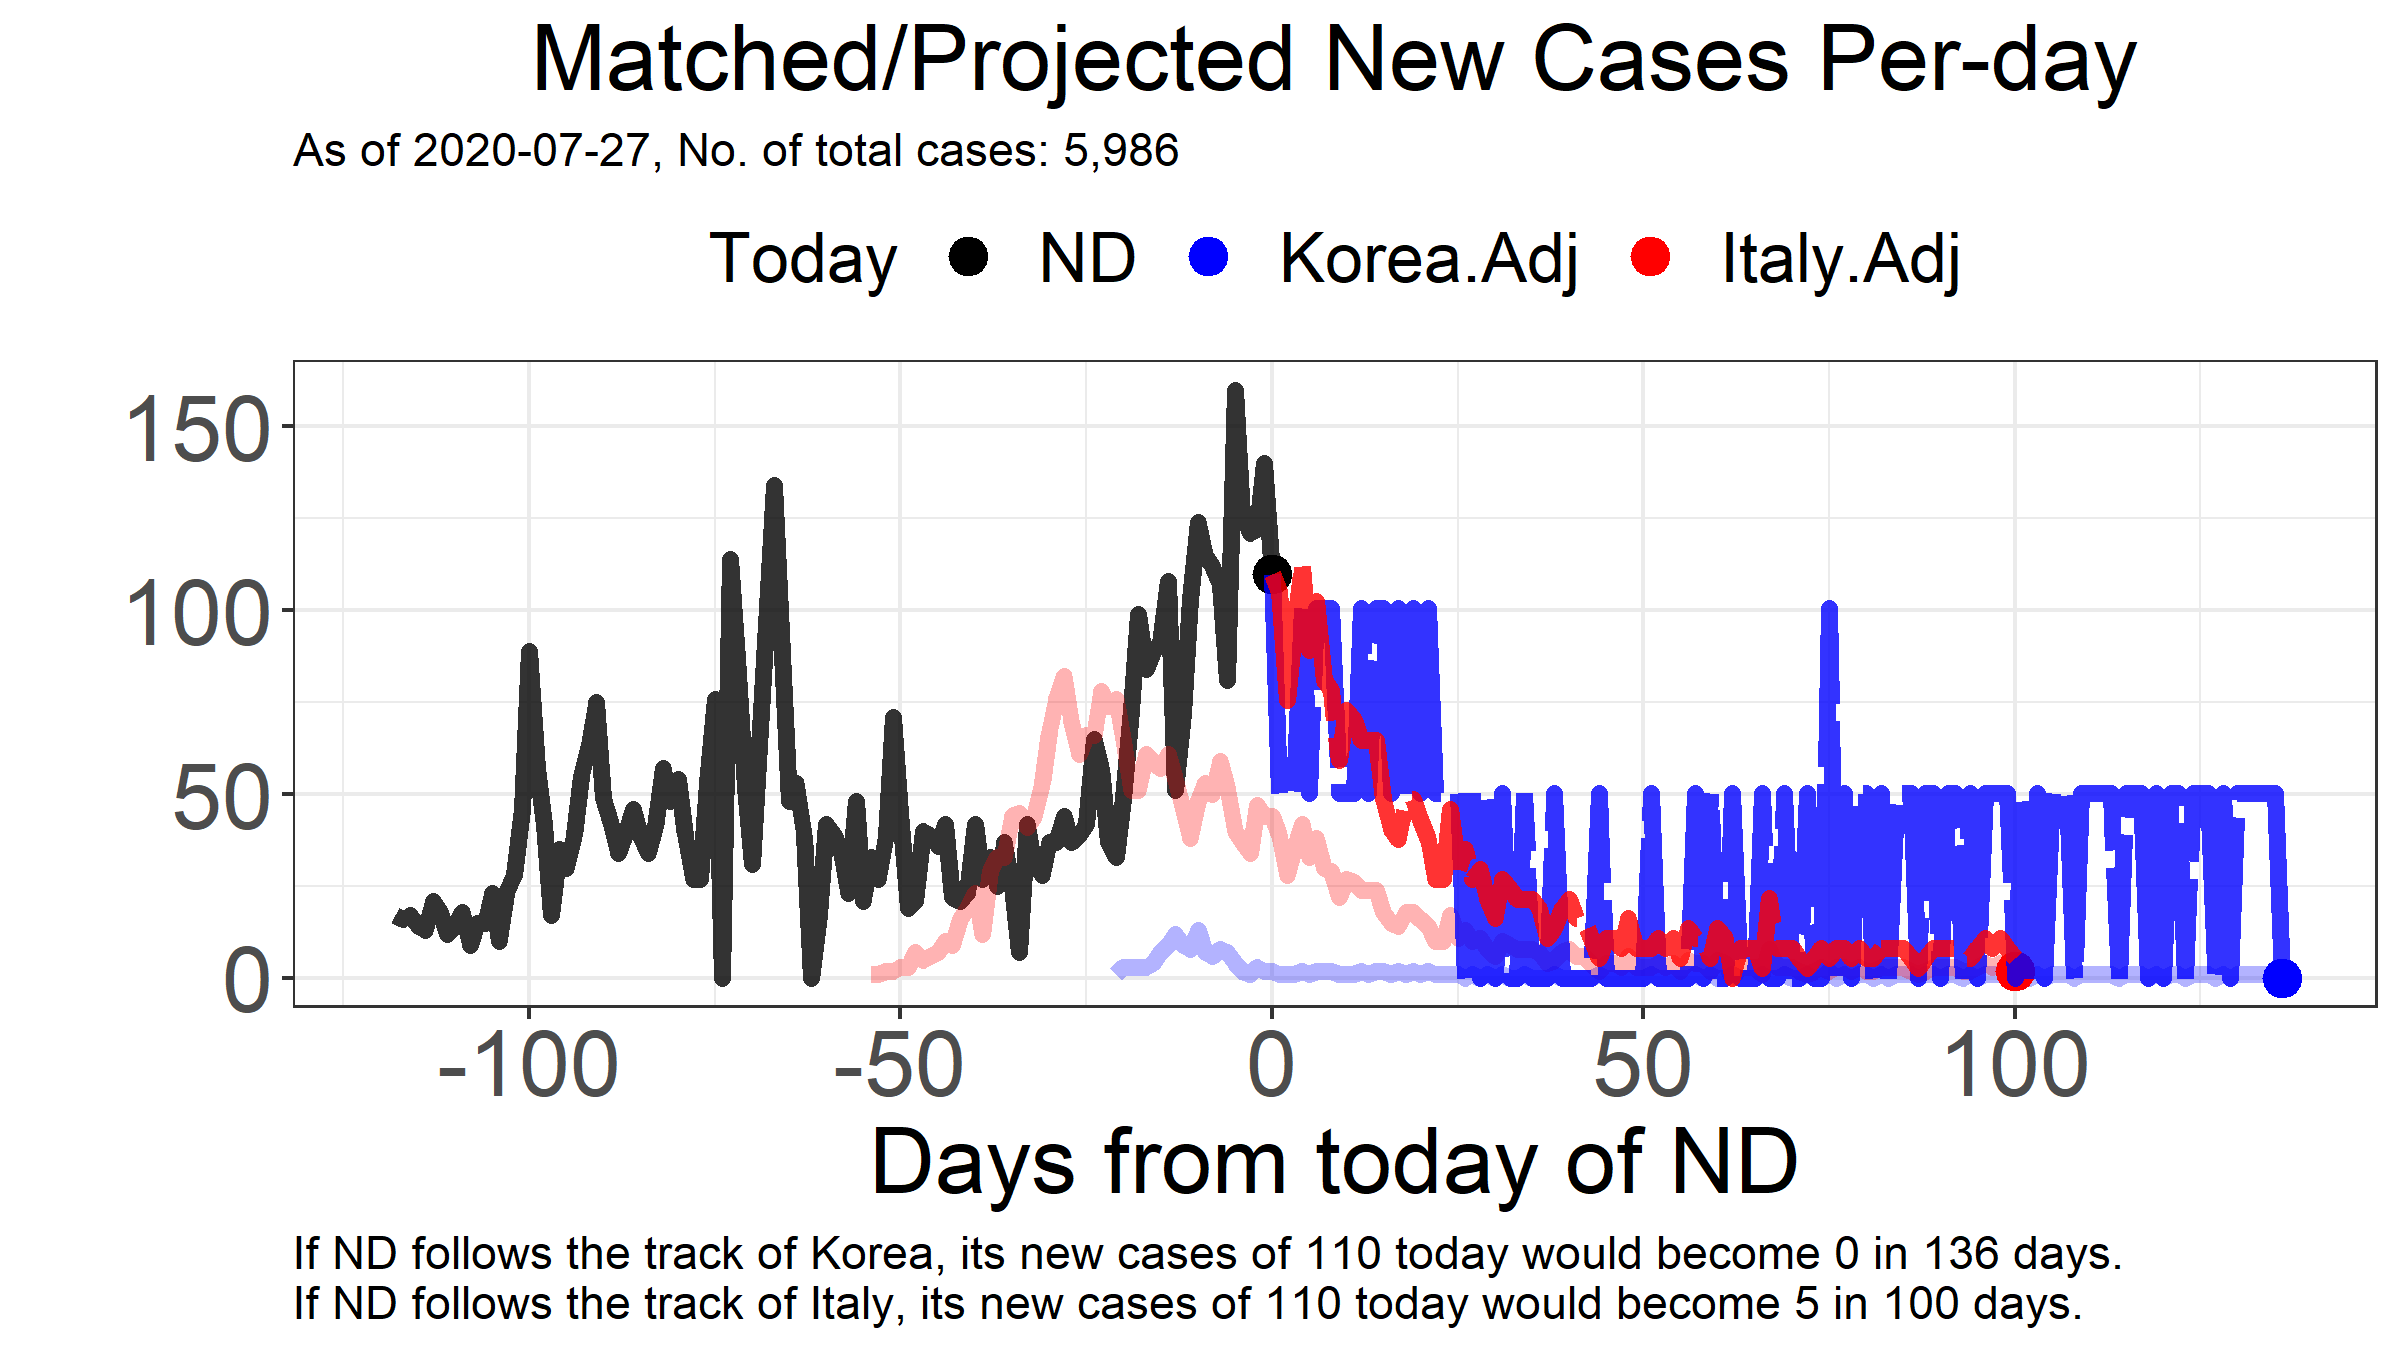 Matched/Projected New Cases Per-day
As of 2020-07-27, No. of total cases: 5,986
Today ND Korea.Adj Italy.Adj
150
100
50
0
-100 -50 0 50 100
Days from today of ND
If ND follows the track of Korea, its new cases of 110 today would become 0 in 136 days.
If ND follows the track of Italy, its new cases of 110 today would become 5 in 100 days.